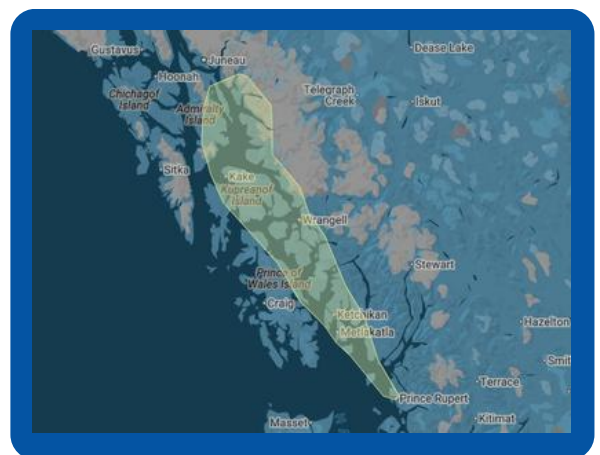 Gustavus
Juneau
Dease Lake
Hoonah
Chichagof
Island
Admiralty
Island
Telegraph
Creek
Iskut
Sitka
Kake
Kupreanof
Island
Wrangell
Stewart
Prince of
Wales Island
Craig
Ketchikan
Metlakatla
Hazelton
Smit
Terrace
Prince Rupert
Kitimat
Masset